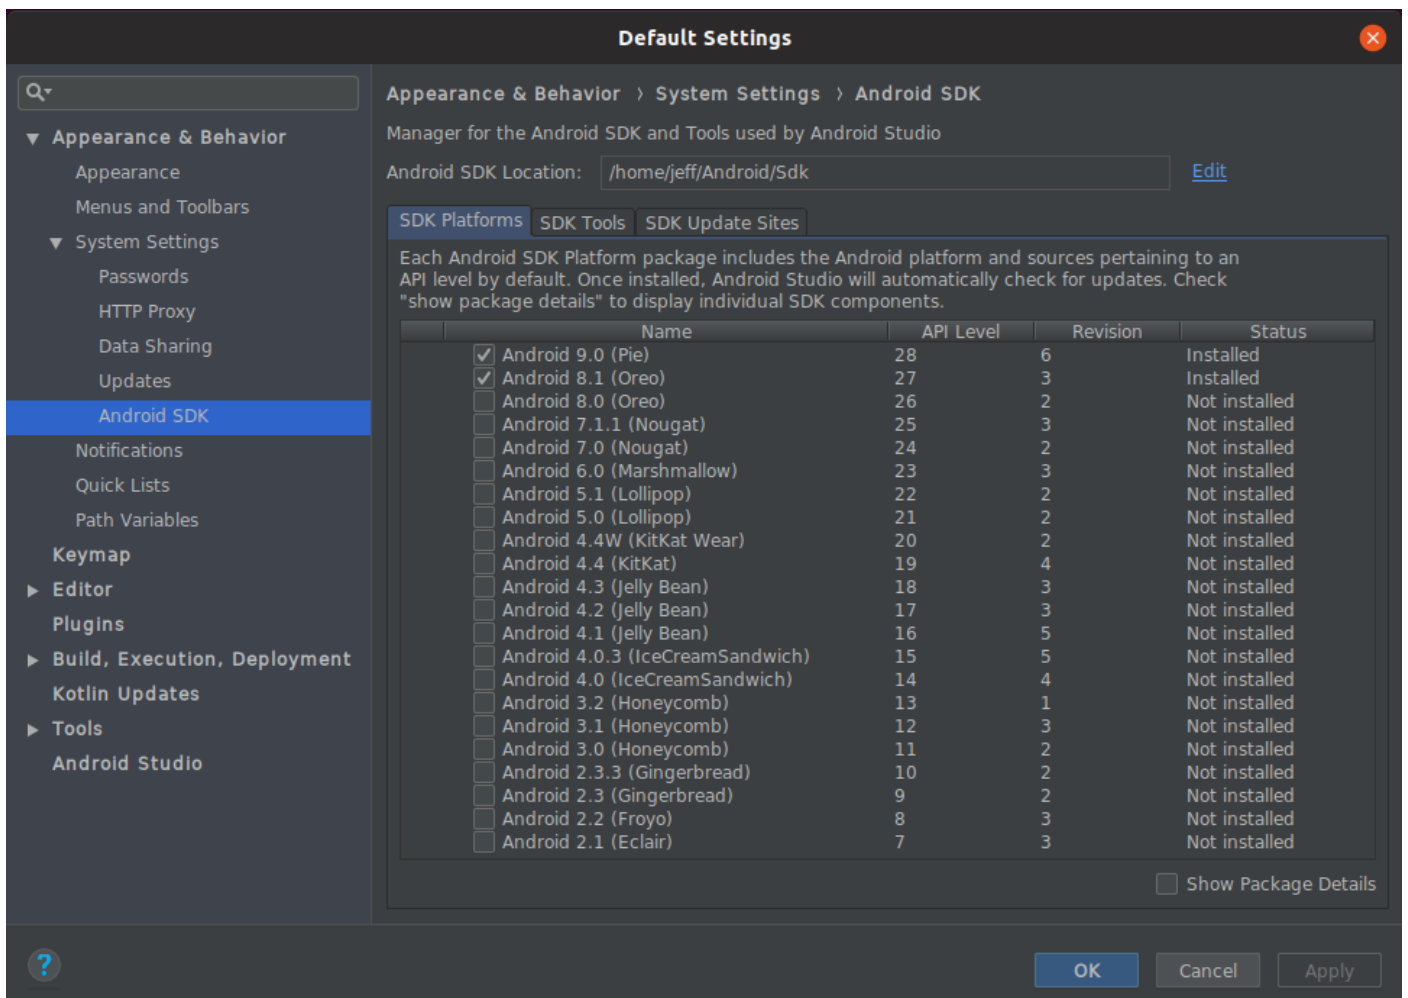 Default Settings
Appearance & Behavior
Appearance
Menus and Toolbars
System Settings
Passwords
HTTP Proxy
Data Sharing
Updates
Android SDK
Notifications
Quick Lists
Path Variables
Keymap
Editor
Plugins
Build, Execution, Deployment
Kotlin Updates
Tools
Android Studio
Appearance & Behavior › System Settings › Android SDK
Manager for the Android SDK and Tools used by Android Studio
Android SDK Location: /home/jeff/Android/Sdk Edit
SDK Platforms SDK Tools SDK Update Sites
Each Android SDK Platform package includes the Android platform and sources pertaining to an
API level by default. Once installed, Android Studio will automatically check for updates. Check
"show package details" to display individual SDK components.
Name API Level Revision Status
Android 9.0 (Pie) 28 6 Installed
Android 8.1 (Oreo) 27 3 Installed
Android 8.0 (Oreo) 26 2 Not installed
Android 7.1.1 (Nougat) 25 3 Not installed
Android 7.0 (Nougat) 24 2 Not installed
Android 6.0 (Marshmallow) 23 3 Not installed
Android 5.1 (Lollipop) 22 2 Not installed
Android 5.0 (Lollipop) 21 2 Not installed
Android 4.4W (KitKat Wear) 20 2 Not installed
Android 4.4 (KitKat) 19 4 Not installed
Android 4.3 (Jelly Bean) 18 3 Not installed
Android 4.2 (Jelly Bean) 17 3 Not installed
Android 4.1 (Jelly Bean) 16 5 Not installed
Android 4.0.3 (IceCreamSandwich) 15 5 Not installed
Android 4.0 (IceCreamSandwich) 14 4 Not installed
Android 3.2 (Honeycomb) 13 1 Not installed
Android 3.1 (Honeycomb) 12 3 Not installed
Android 3.0 (Honeycomb) 11 2 Not installed
Android 2.3.3 (Gingerbread) 10 2 Not installed
Android 2.3 (Gingerbread) 9 2 Not installed
Android 2.2 (Froyo) 8 3 Not installed
Android 2.1 (Eclair) 7 3 Not installed
Show Package Details
? OK Cancel Apply